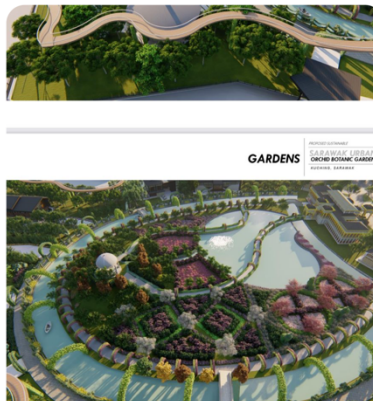 GARDENS
PROPOSED SUSTAINABLE
SARAWAK URBAN
ORCHID BOTANIC GARDEN
KUCHING, SARAWAK